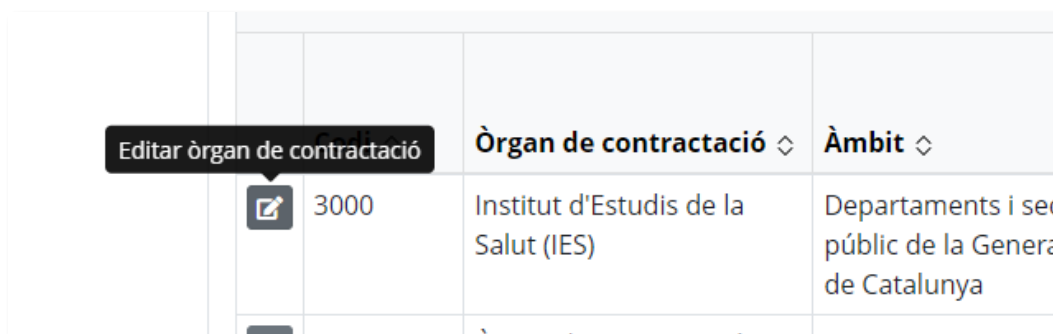 Editar òrgan de contractació
Òrgan de contractació
Àmbit
3000
Institut d'Estudis de la
Salut (IES)
Departaments i sec
públic de la Genera
de Catalunya